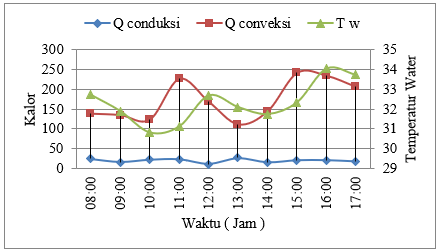 Q conduksi Q conveksi T w
300 35
250 34
200 33
150 32
100 31
50 30
0 29
Kalor
Temperatur Water
08:00 09:00 10:00 11:00 12:00 13:00 14:00 15:00 16:00 17:00
Waktu ( Jam )